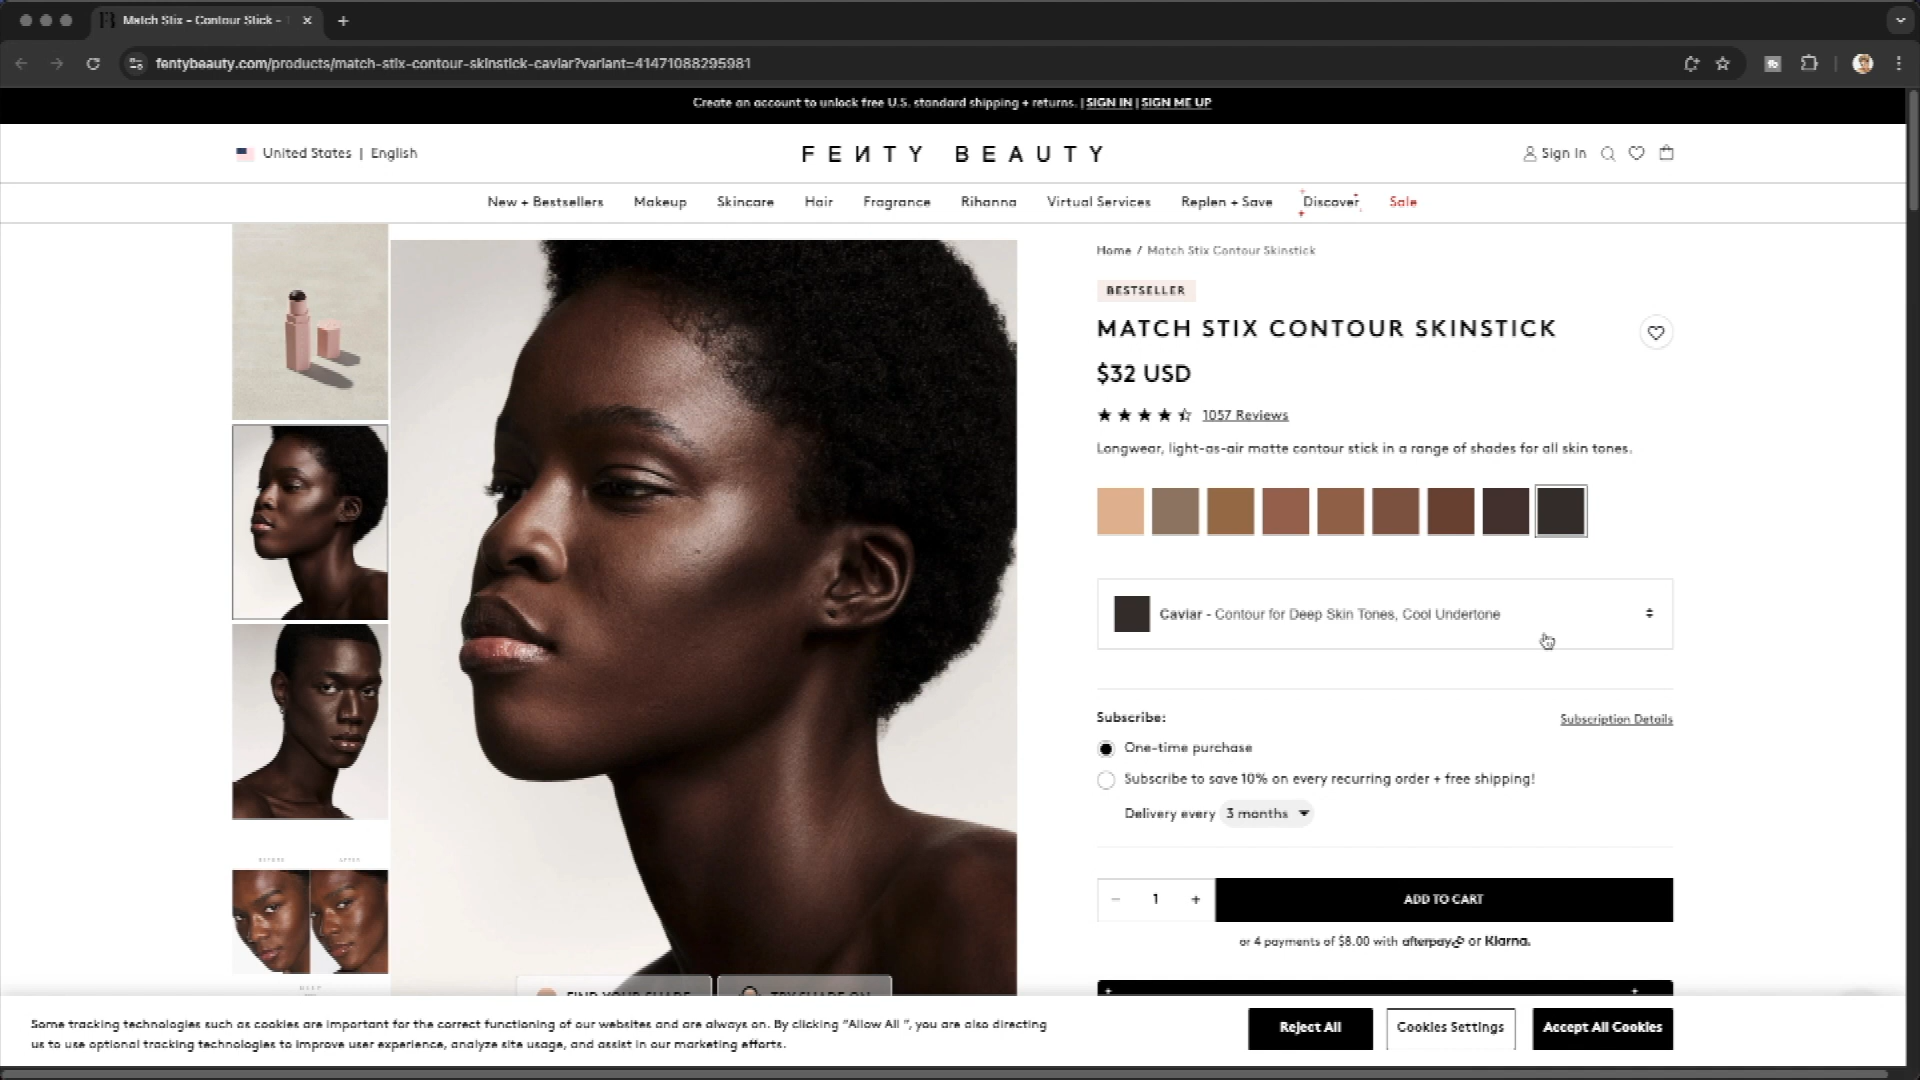 Match Stix - Contour Stick -
fentybeauty.com/products/match-stix-contour-skinstick-caviar?variant=41471088295981
Create an account to unlock free U.S. standard shipping + returns. | SIGN IN | SIGN ME UP
United States | English
FENTY BEAUTY
Sign In
New + Bestsellers Makeup Skincare Hair Fragrance Rihanna Virtual Services Replen + Save Discover Sale
Home / Match Stix Contour Skinstick
BESTSELLER
MATCH STIX CONTOUR SKINSTICK
$32 USD
1057 Reviews
Longwear, light-as-air matte contour stick in a range of shades for all skin tones.
Caviar - Contour for Deep Skin Tones, Cool Undertone
Subscribe:
Subscription Details
One-time purchase
Subscribe to save 10% on every recurring order + free shipping!
Delivery every 3 months
BEFORE AFTER
− 1 +
ADD TO CART
or 4 payments of $8.00 with afterpay or Klarna.
DEEP
FIND YOUR SHADE
TRY SHADE ON
Some tracking technologies such as cookies are important for the correct functioning of our websites and are always on. By clicking “Allow All ”, you are also directing
us to use optional tracking technologies to improve user experience, analyze site usage, and assist in our marketing efforts.
Reject All
Cookies Settings
Accept All Cookies